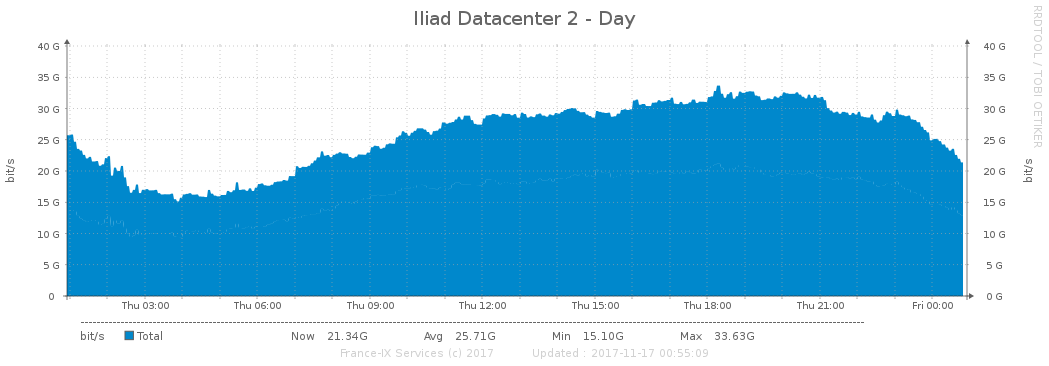 Iliad Datacenter 2 - Day
RRDTOOL / TOBI OETIKER
bit/s
40 G 40 G
35 G 35 G
30 G 30 G
25 G 25 G
20 G 20 G
15 G 15 G
10 G 10 G
5 G 5 G
0 0 G
bit/s
Thu 03:00 Thu 06:00 Thu 09:00 Thu 12:00 Thu 15:00 Thu 18:00 Thu 21:00 Fri 00:00
bit/s Total Now 21.34G Avg 25.71G Min 15.10G Max 33.63G
France-IX Services (c) 2017 Updated : 2017-11-17 00:55:09